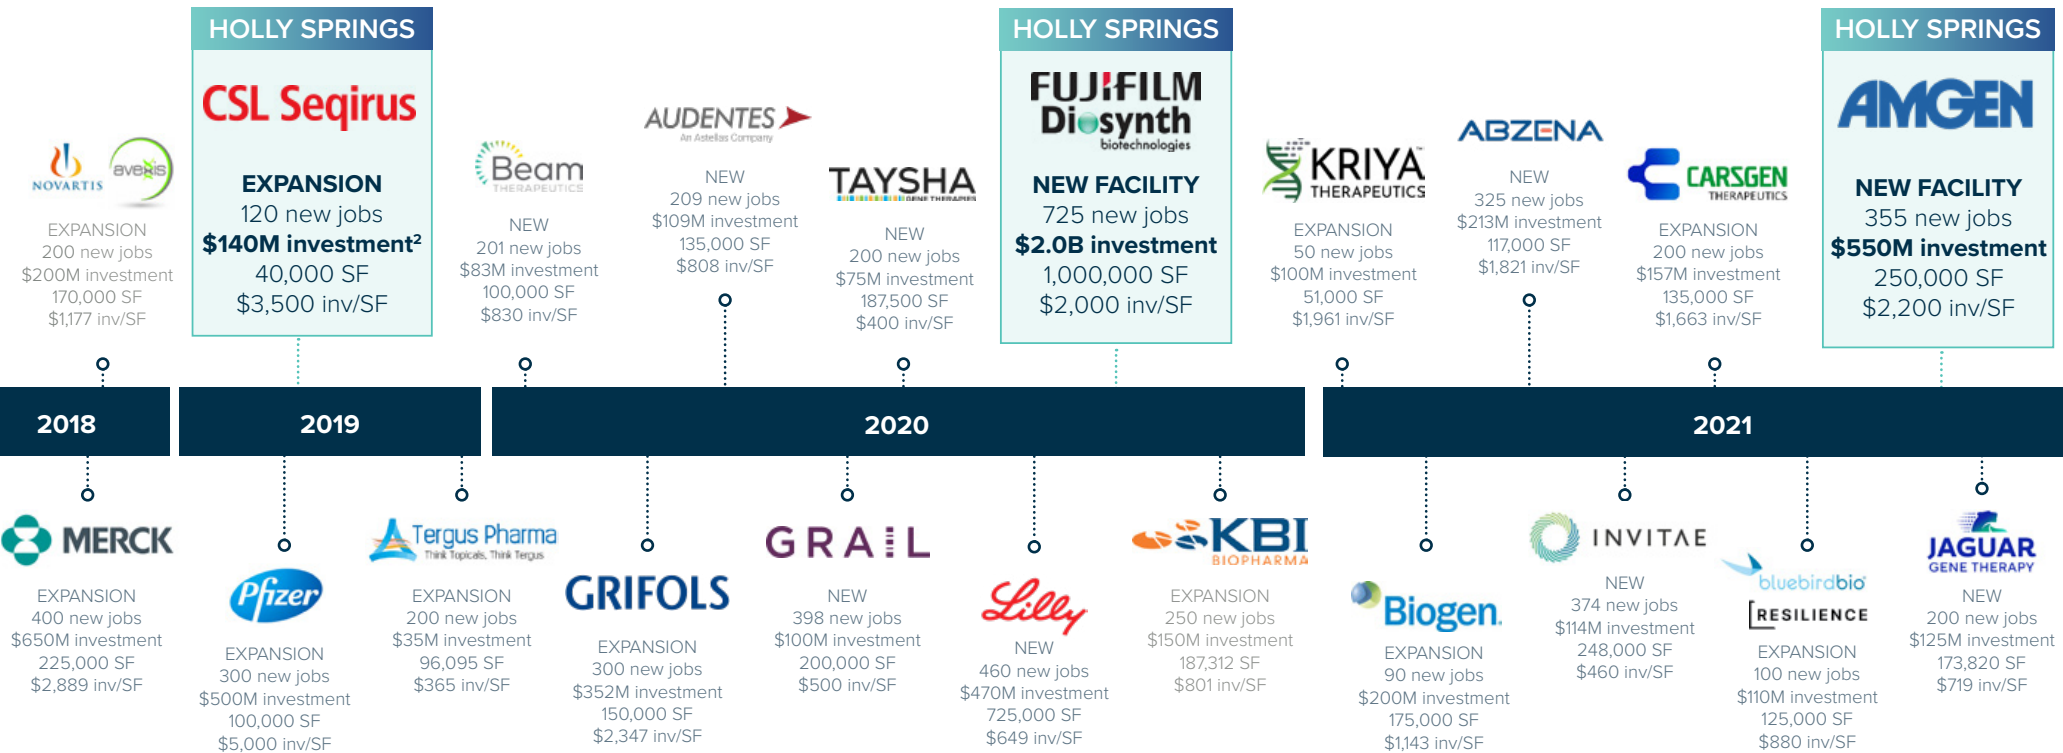 NOVARTIS
avexis
EXPANSION
200 new jobs
$200M investment
170,000 SF
$1,177 inv/SF
HOLLY SPRINGS
CSL Seqirus
EXPANSION
120 new jobs
$140M investment²
40,000 SF
$3,500 inv/SF
Beam
THERAPEUTICS
NEW
201 new jobs
$83M investment
100,000 SF
$830 inv/SF
AUDENTES
An Astellas Company
NEW
209 new jobs
$109M investment
135,000 SF
$808 inv/SF
TAYSHA
GENE THERAPIES
NEW
200 new jobs
$75M investment
187,500 SF
$400 inv/SF
HOLLY SPRINGS
FUJIFILM
Diosynth
biotechnologies
NEW FACILITY
725 new jobs
$2.0B investment
1,000,000 SF
$2,000 inv/SF
KRIYA
THERAPEUTICS
EXPANSION
50 new jobs
$100M investment
51,000 SF
$1,961 inv/SF
ABZENA
NEW
325 new jobs
$213M investment
117,000 SF
$1,821 inv/SF
CARSGEN
THERAPEUTICS
EXPANSION
200 new jobs
$157M investment
135,000 SF
$1,663 inv/SF
HOLLY SPRINGS
AMGEN
NEW FACILITY
355 new jobs
$550M investment
250,000 SF
$2,200 inv/SF
2018
2019
2020
2021
MERCK
EXPANSION
400 new jobs
$650M investment
225,000 SF
$2,889 inv/SF
Pfizer
EXPANSION
300 new jobs
$500M investment
100,000 SF
$5,000 inv/SF
Tergus Pharma
Think Topicals, Think Tergus
EXPANSION
200 new jobs
$35M investment
96,095 SF
$365 inv/SF
GRIFOLS
EXPANSION
300 new jobs
$352M investment
150,000 SF
$2,347 inv/SF
GRAIL
NEW
398 new jobs
$100M investment
200,000 SF
$500 inv/SF
Lilly
NEW
460 new jobs
$470M investment
725,000 SF
$649 inv/SF
KBI
BIOPHARMA
EXPANSION
250 new jobs
$150M investment
187,312 SF
$801 inv/SF
Biogen.
EXPANSION
90 new jobs
$200M investment
175,000 SF
$1,143 inv/SF
INVITAE
NEW
374 new jobs
$114M investment
248,000 SF
$460 inv/SF
bluebirdbio
RESILIENCE
EXPANSION
100 new jobs
$110M investment
125,000 SF
$880 inv/SF
JAGUAR
GENE THERAPY
NEW
200 new jobs
$125M investment
173,820 SF
$719 inv/SF